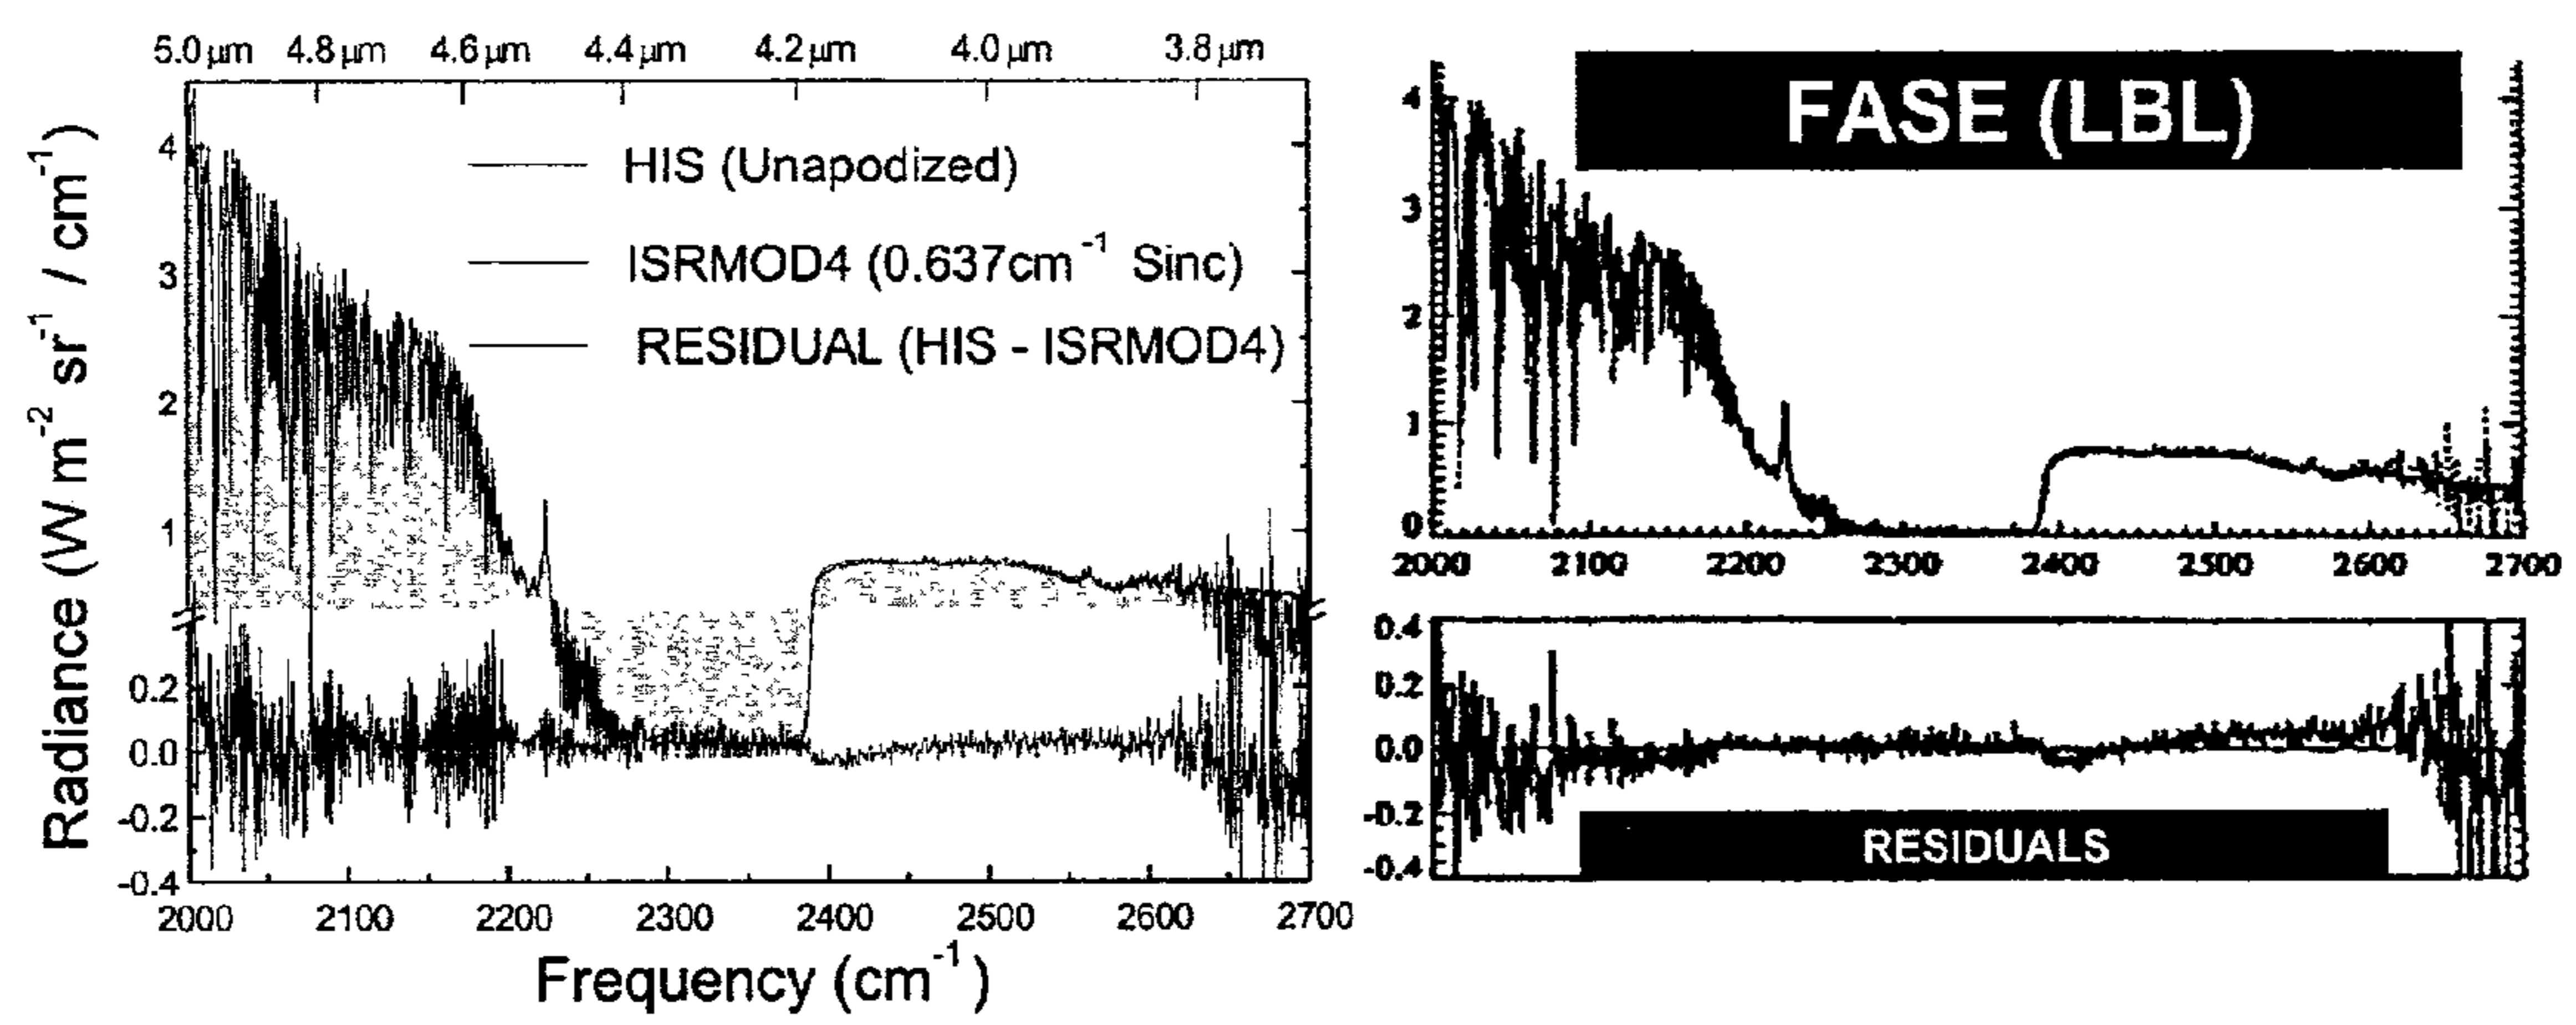 5.0 μm 4.8 μm 4.6 μm 4.4 μm 4.2 μm 4.0 μm 3.8 μm
Radiance (W m⁻² sr⁻¹ / cm⁻¹)
4
3
2
1
0.2
0.0
-0.2
-0.4
HIS (Unapodized)
ISRMOD4 (0.637cm⁻¹ Sinc)
RESIDUAL (HIS - ISRMOD4)
2000 2100 2200 2300 2400 2500 2600 2700
Frequency (cm⁻¹)
FASE (LBL)
4
3
2
1
0
2000 2100 2200 2300 2400 2500 2600 2700
0.4
0.2
0.0
-0.2
-0.4
RESIDUALS